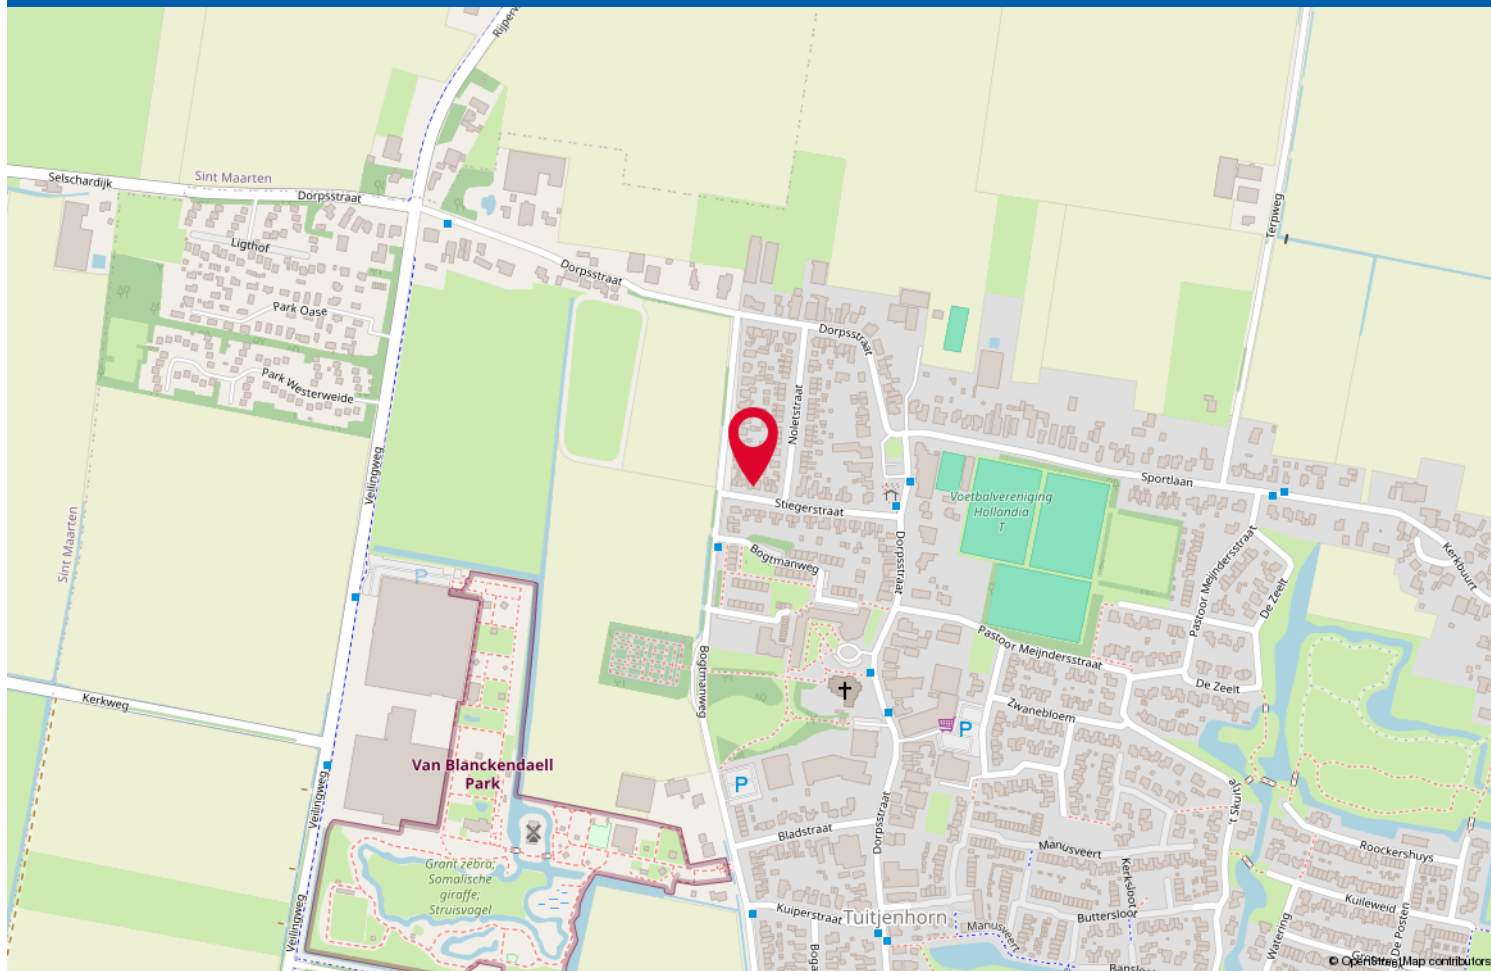 Rijperw
Selschardijk
Sint Maarten
Dorpsstraat
Terpweg
Ligthof
Dorpsstraat
Park Oase
Dorpsstraat
Park Westerweide
Noletstraat
Veilingweg
Sportlaan
Voetbalvereniging
Hollandia
T
Stiegerstraat
Sint Maarten
Dorpsstraat
Bogtmanweg
Kerkbuurt
Pastoor Meijndersstraat
De Zeelt
P
Pastoor Meijndersstraat
Bogtmanweg
De Zeelt
Kerkweg
Zwanebloem
P
Van Blanckendaell
Park
P
Veilingweg
Bladstraat
Dorpsstraat
Manusveert
Roockershuys
Grant zebra;
Somalische
giraffe;
Struisvogel
Kerksloot
Kuileweid
Kuiperstraat
Tuitjenhorn
Buttersloot
De Posten
Veilingweg
Manusveert
Watering
Boga
Bansloot
© OpenStreetMap contributors